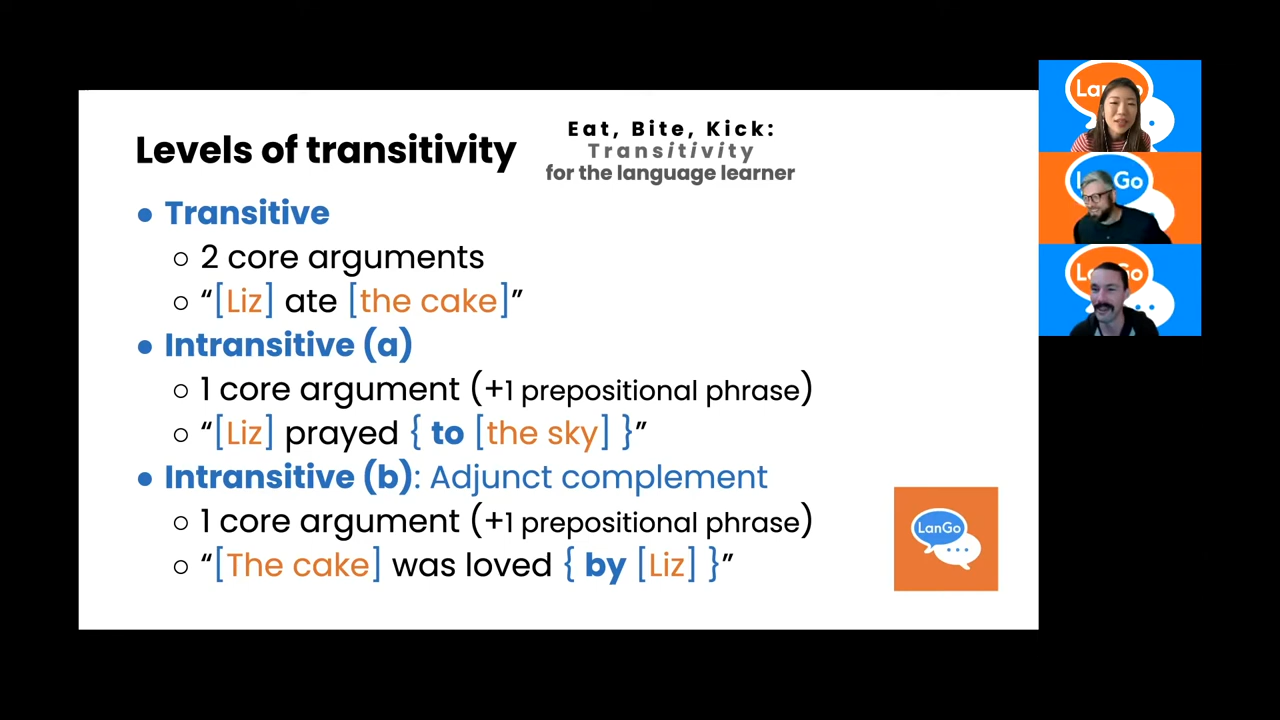 Levels of transitivity
Eat, Bite, Kick:
Transitivity
for the language learner
● Transitive
○ 2 core arguments
○ “[Liz] ate [the cake]”
● Intransitive (a)
○ 1 core argument (+1 prepositional phrase)
○ “[Liz] prayed { to [the sky] }”
● Intransitive (b): Adjunct complement
○ 1 core argument (+1 prepositional phrase)
○ “[The cake] was loved { by [Liz] }”
LanGo